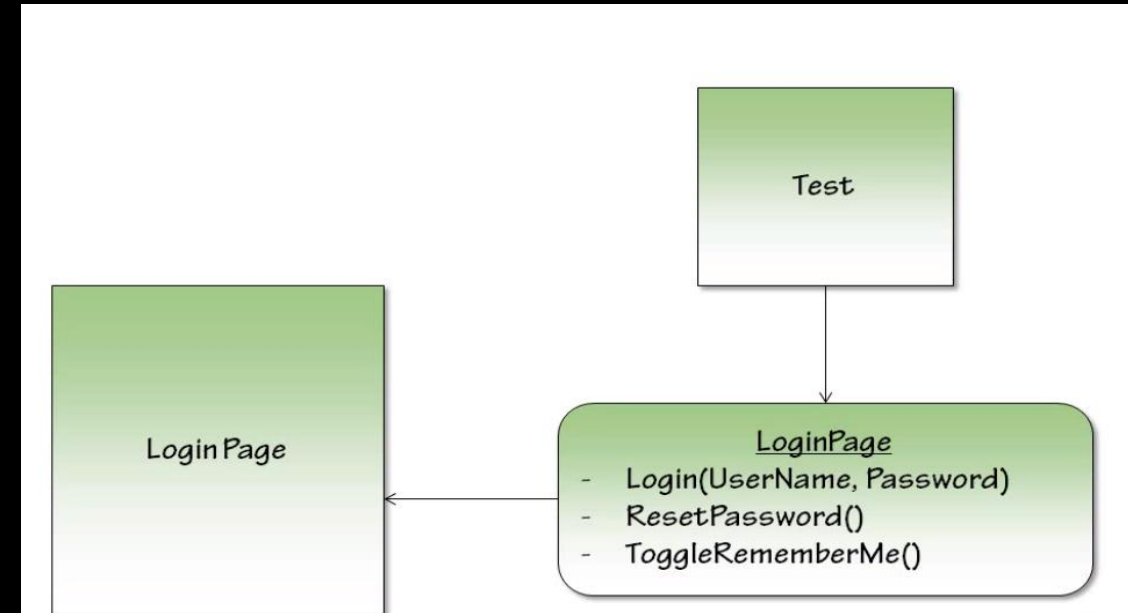 Test
Login Page
LoginPage
- Login(UserName, Password)
- ResetPassword()
- ToggleRememberMe()